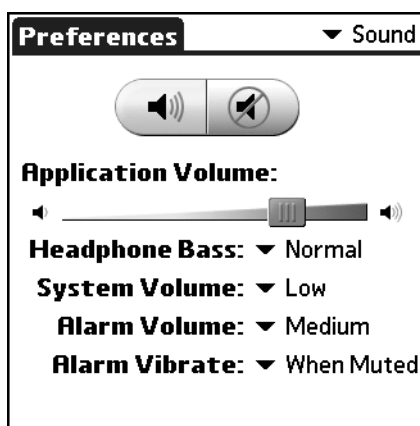 Preferences Sound
Application Volume:
Headphone Bass: Normal
System Volume: Low
Alarm Volume: Medium
Alarm Vibrate: When Muted